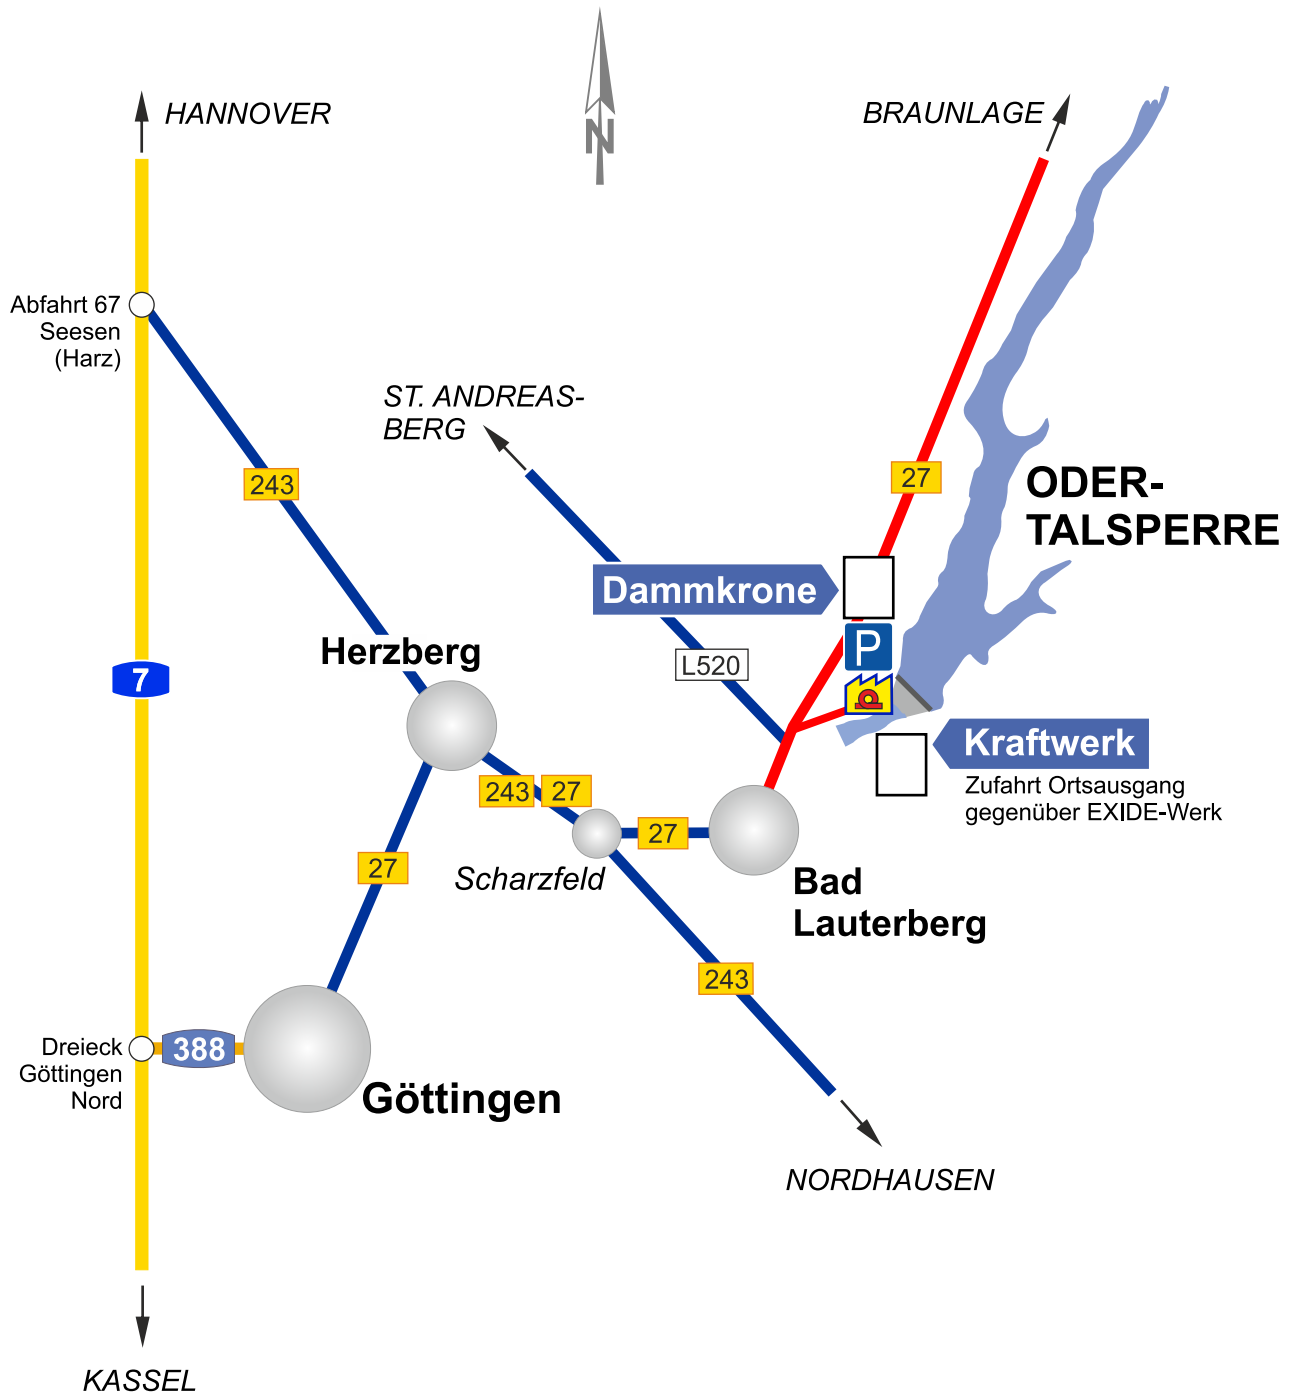 N
HANNOVER
BRAUNLAGE
Abfahrt 67
Seesen
(Harz)
ST. ANDREAS-
BERG
243
27
ODER-
TALSPERRE
Dammkrone
P
Herzberg
L520
7
Kraftwerk
Zufahrt Ortsausgang
gegenüber EXIDE-Werk
243
27
27
Scharzfeld
27
Bad
Lauterberg
243
Dreieck
Göttingen
Nord
388
Göttingen
NORDHAUSEN
KASSEL